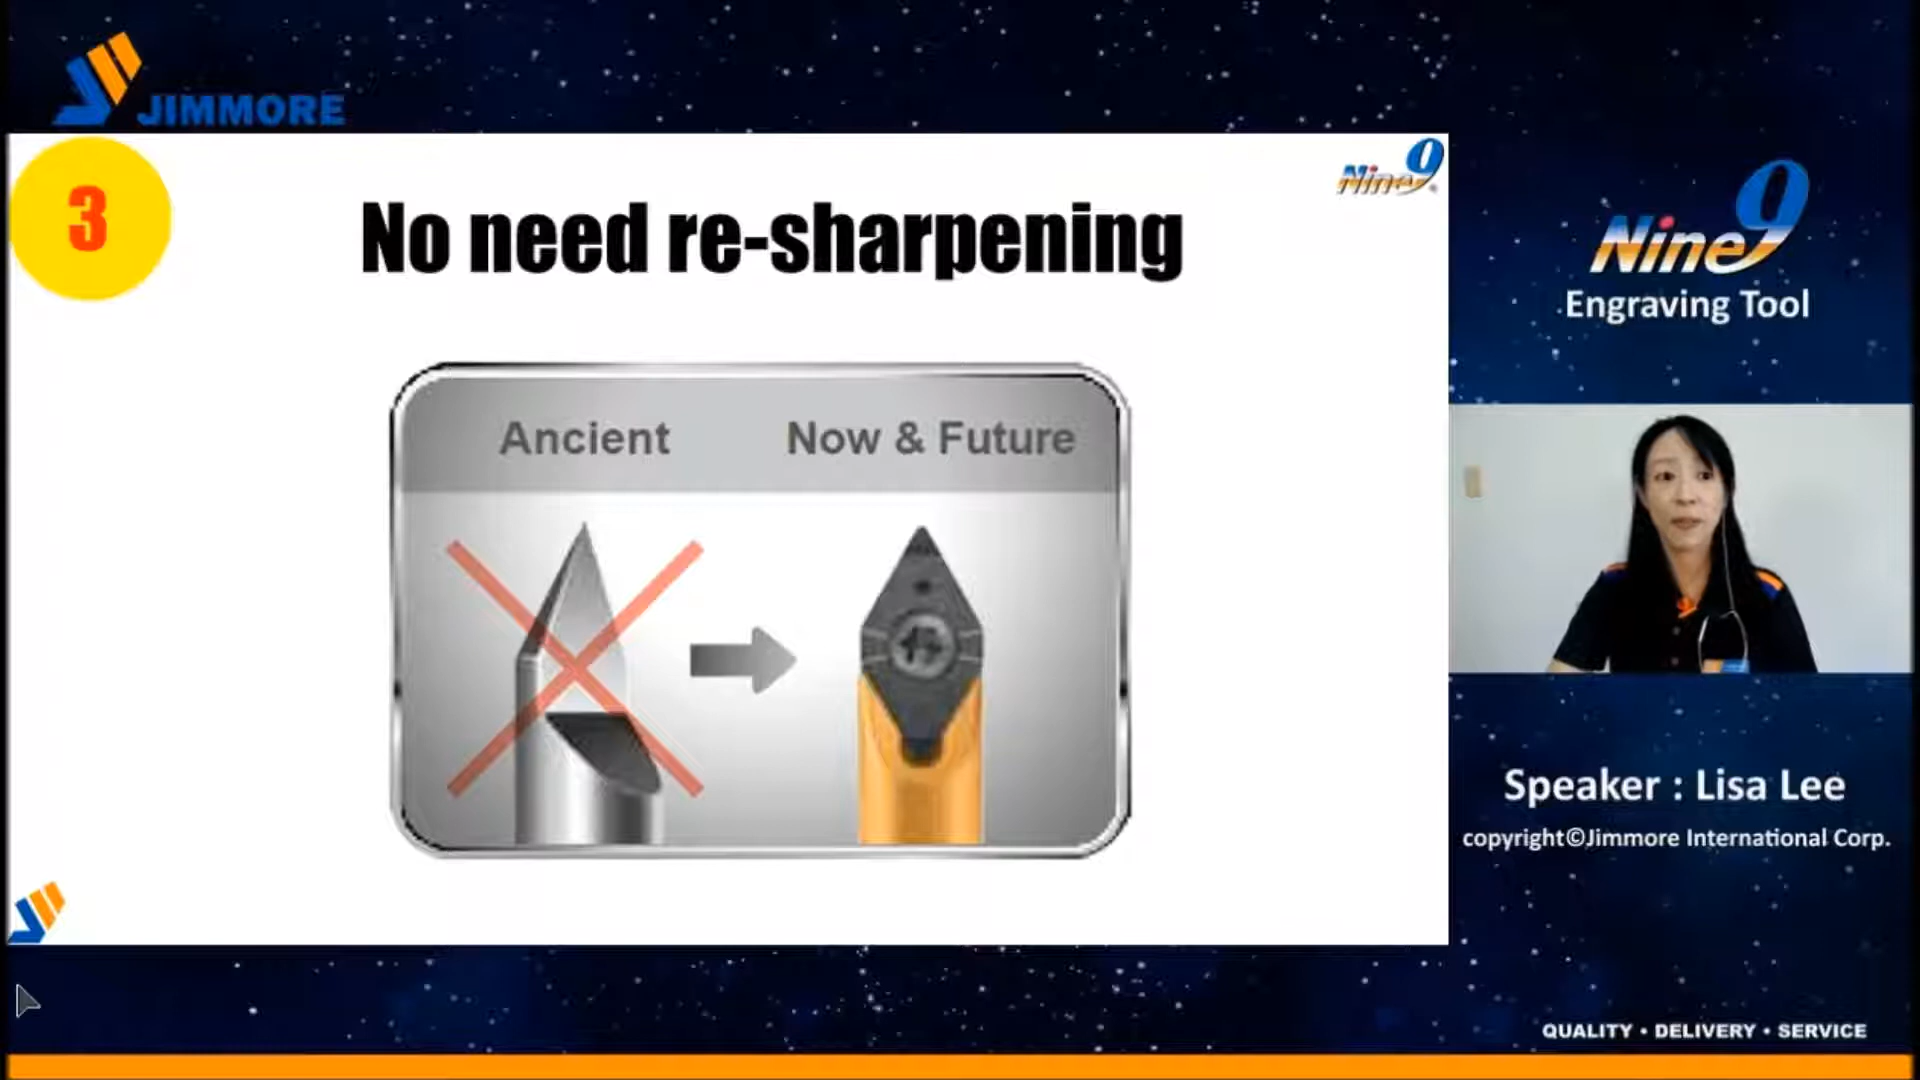 JIMMORE
3
Nine9
No need re-sharpening
Ancient
Now & Future
Nine9
Engraving Tool
Speaker : Lisa Lee
copyright©Jimmore International Corp.
QUALITY • DELIVERY • SERVICE